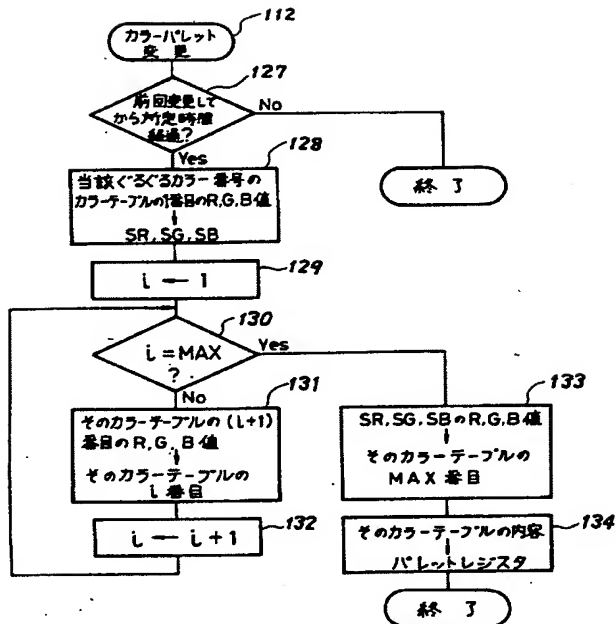 112
カラーパレット
変更
127
前回変更して
から所定時間
経過?
No
Yes
128
終了
当該ぐるぐるカラー番号の
カラーテーブルの1番目のR,G,B値
↓
SR,SG,SB
129
i ← 1
130
i=MAX
?
Yes
No
131
そのカラーテーブルの(i+1)
番目のR,G,B値
↓
そのカラーテーブルの
i番目
132
i ← i+1
133
SR,SG,SBのR,G,B値
↓
そのカラーテーブルの
MAX番目
134
そのカラーテーブルの内容
↓
パレットレジスタ
終了